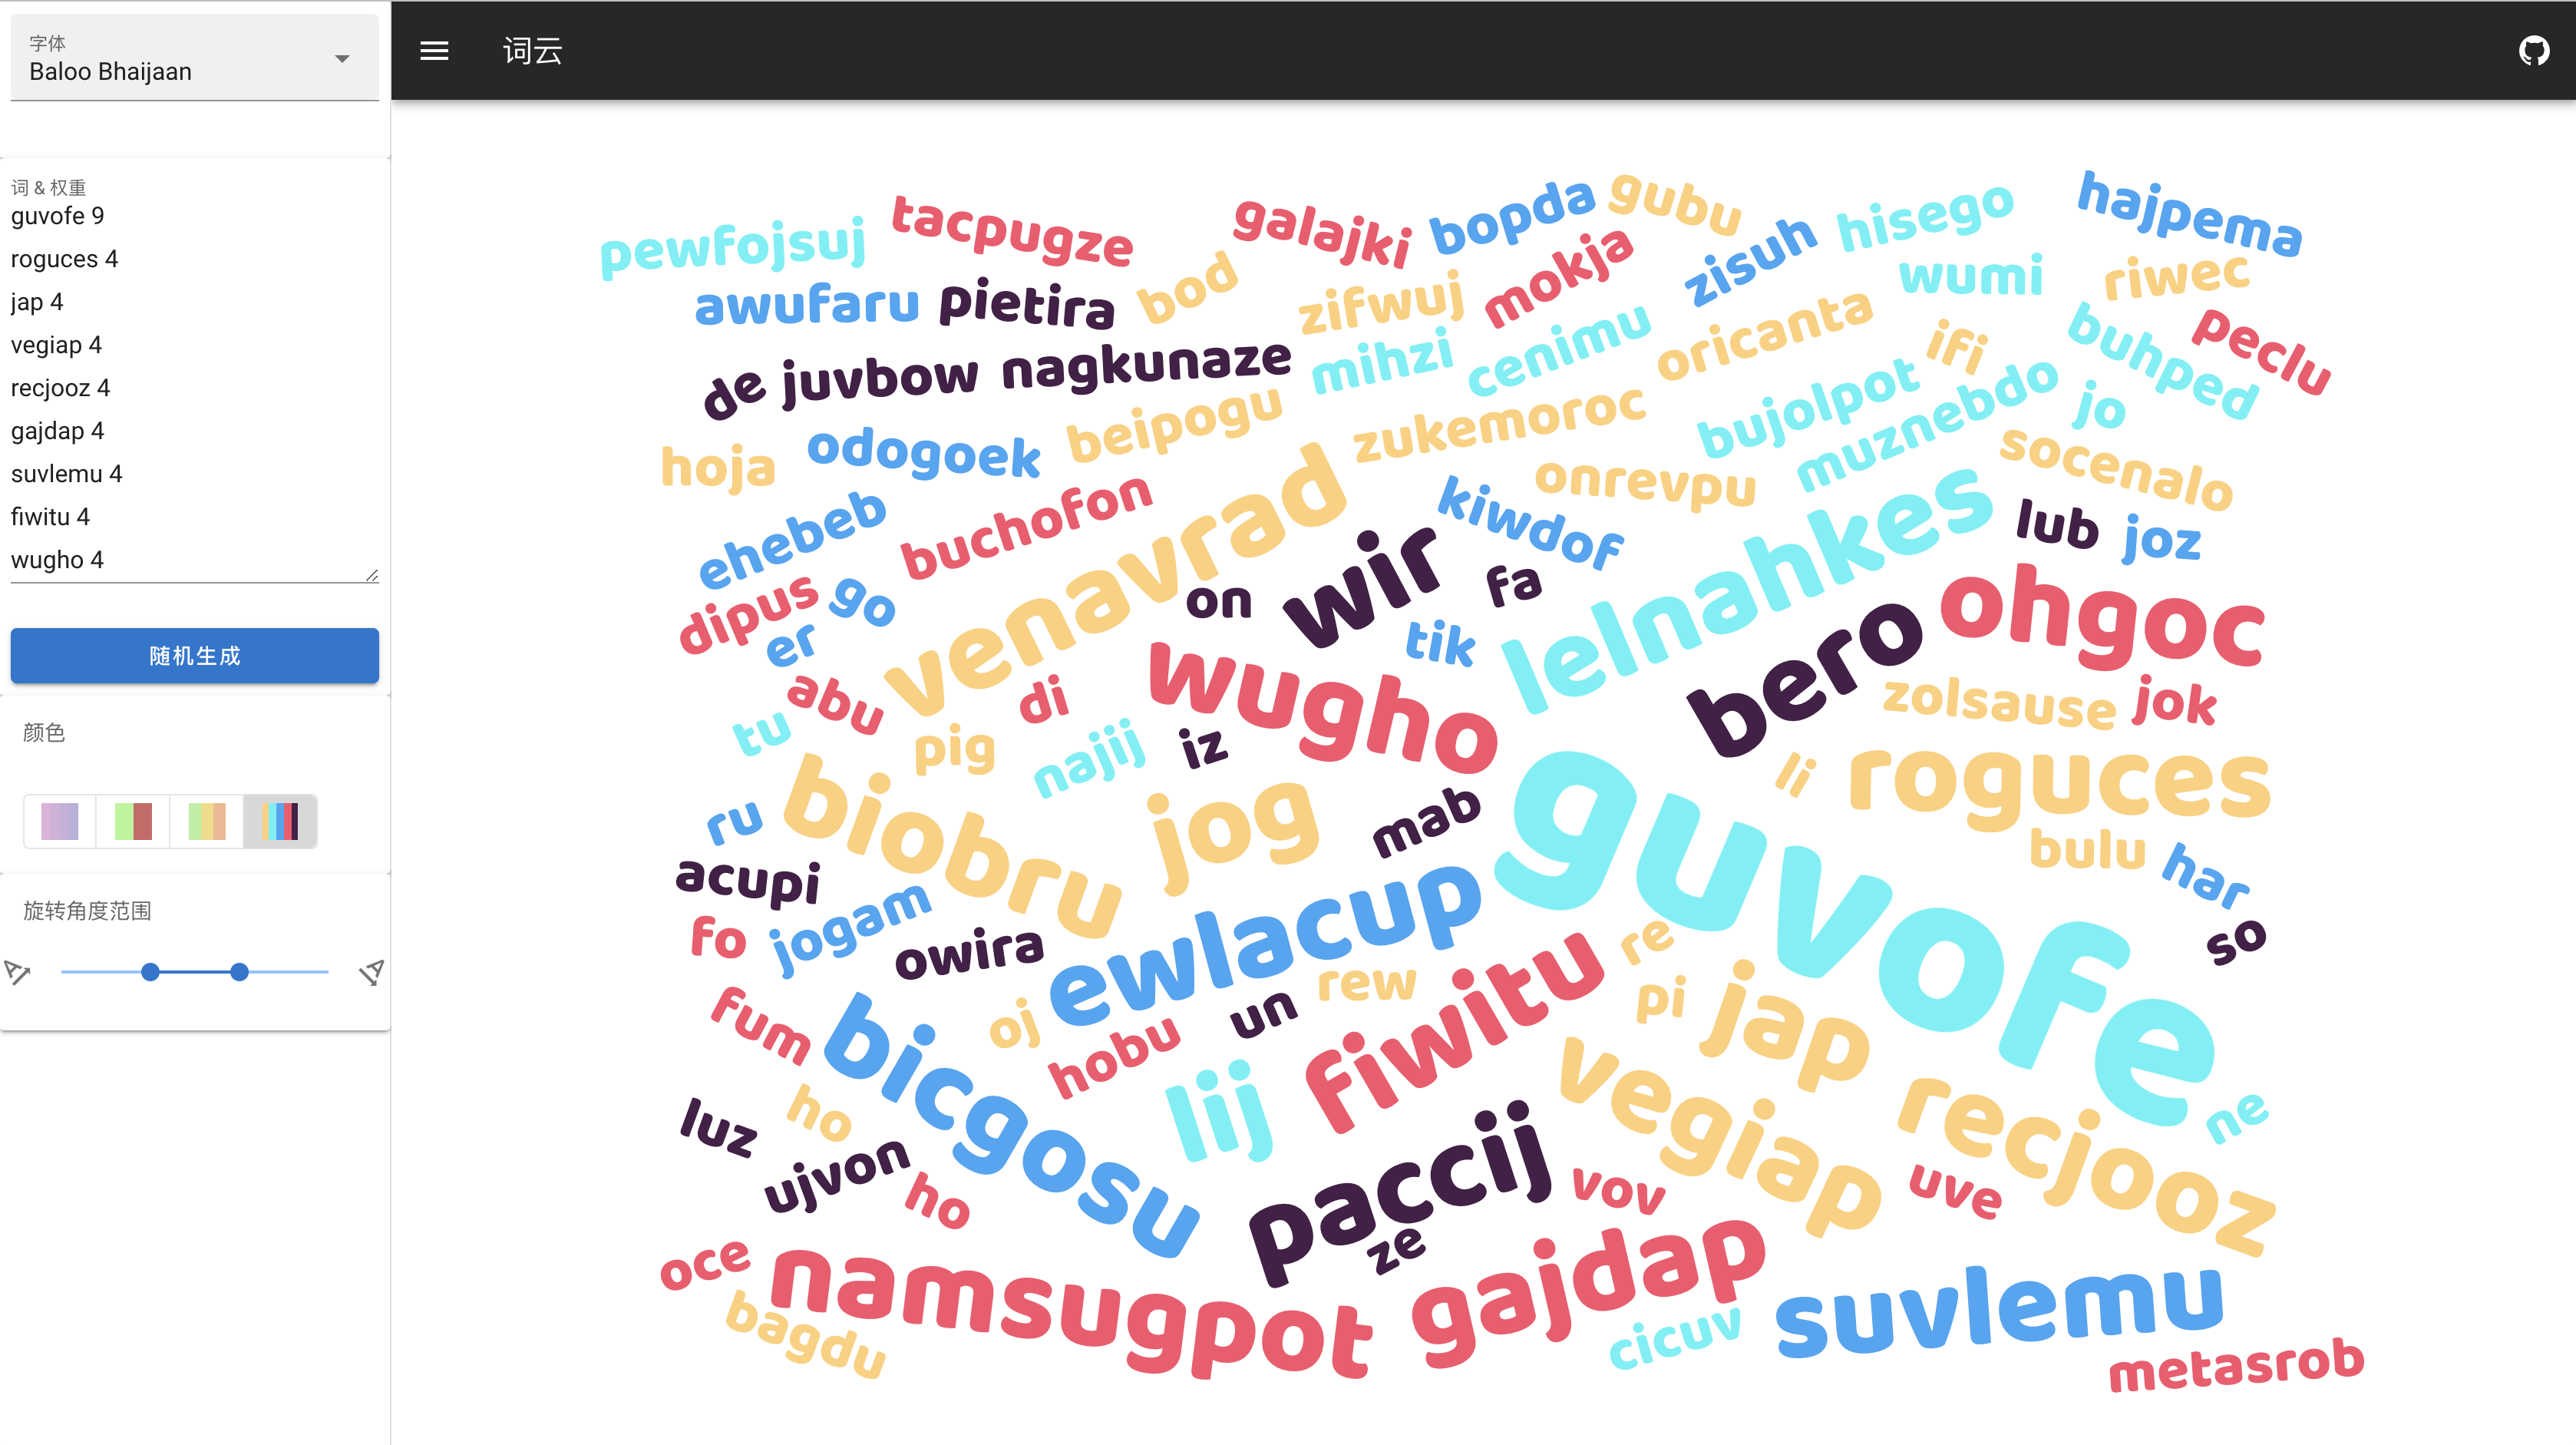 字体
Baloo Bhaijaan
词 & 权重
guvofe 9
roguces 4
jap 4
vegiap 4
recjooz 4
gajdap 4
suvlemu 4
fiwitu 4
wugho 4
随机生成
颜色
旋转角度范围
词云
pewfojsuj
tacpugze
galajki
bopda
gubu
hisego
hajpema
awufaru
pietira
bod
zifwuj
mokja
zisuh
wumi
riwec
de
juvbow
nagkunaze
mihzi
cenimu
oricanta
ifi
buhped
peclu
hoja
odogoek
beipogu
zukemoroc
bujolpot
muznebdo
jo
socenalo
ehebeb
buchofon
venavrad
kiwdof
onrevpu
lelnahkes
lub
joz
dipus
go
er
on
wir
fa
tik
bero
ohgoc
abu
tu
pig
di
najij
iz
wugho
zolsause
jok
li
roguces
ru
biobru
jog
mab
guvofe
bulu
har
so
acupi
fo
jogam
owira
ewlacup
rew
re
pi
jap
fum
bicgosu
oj
hobu
un
fiwitu
lij
vegiap
recjooz
ne
luz
ho
ujvon
ho
paccij
ze
vov
uve
oce
bagdu
namsugpot
gajdap
cicuv
suvlemu
metasrob